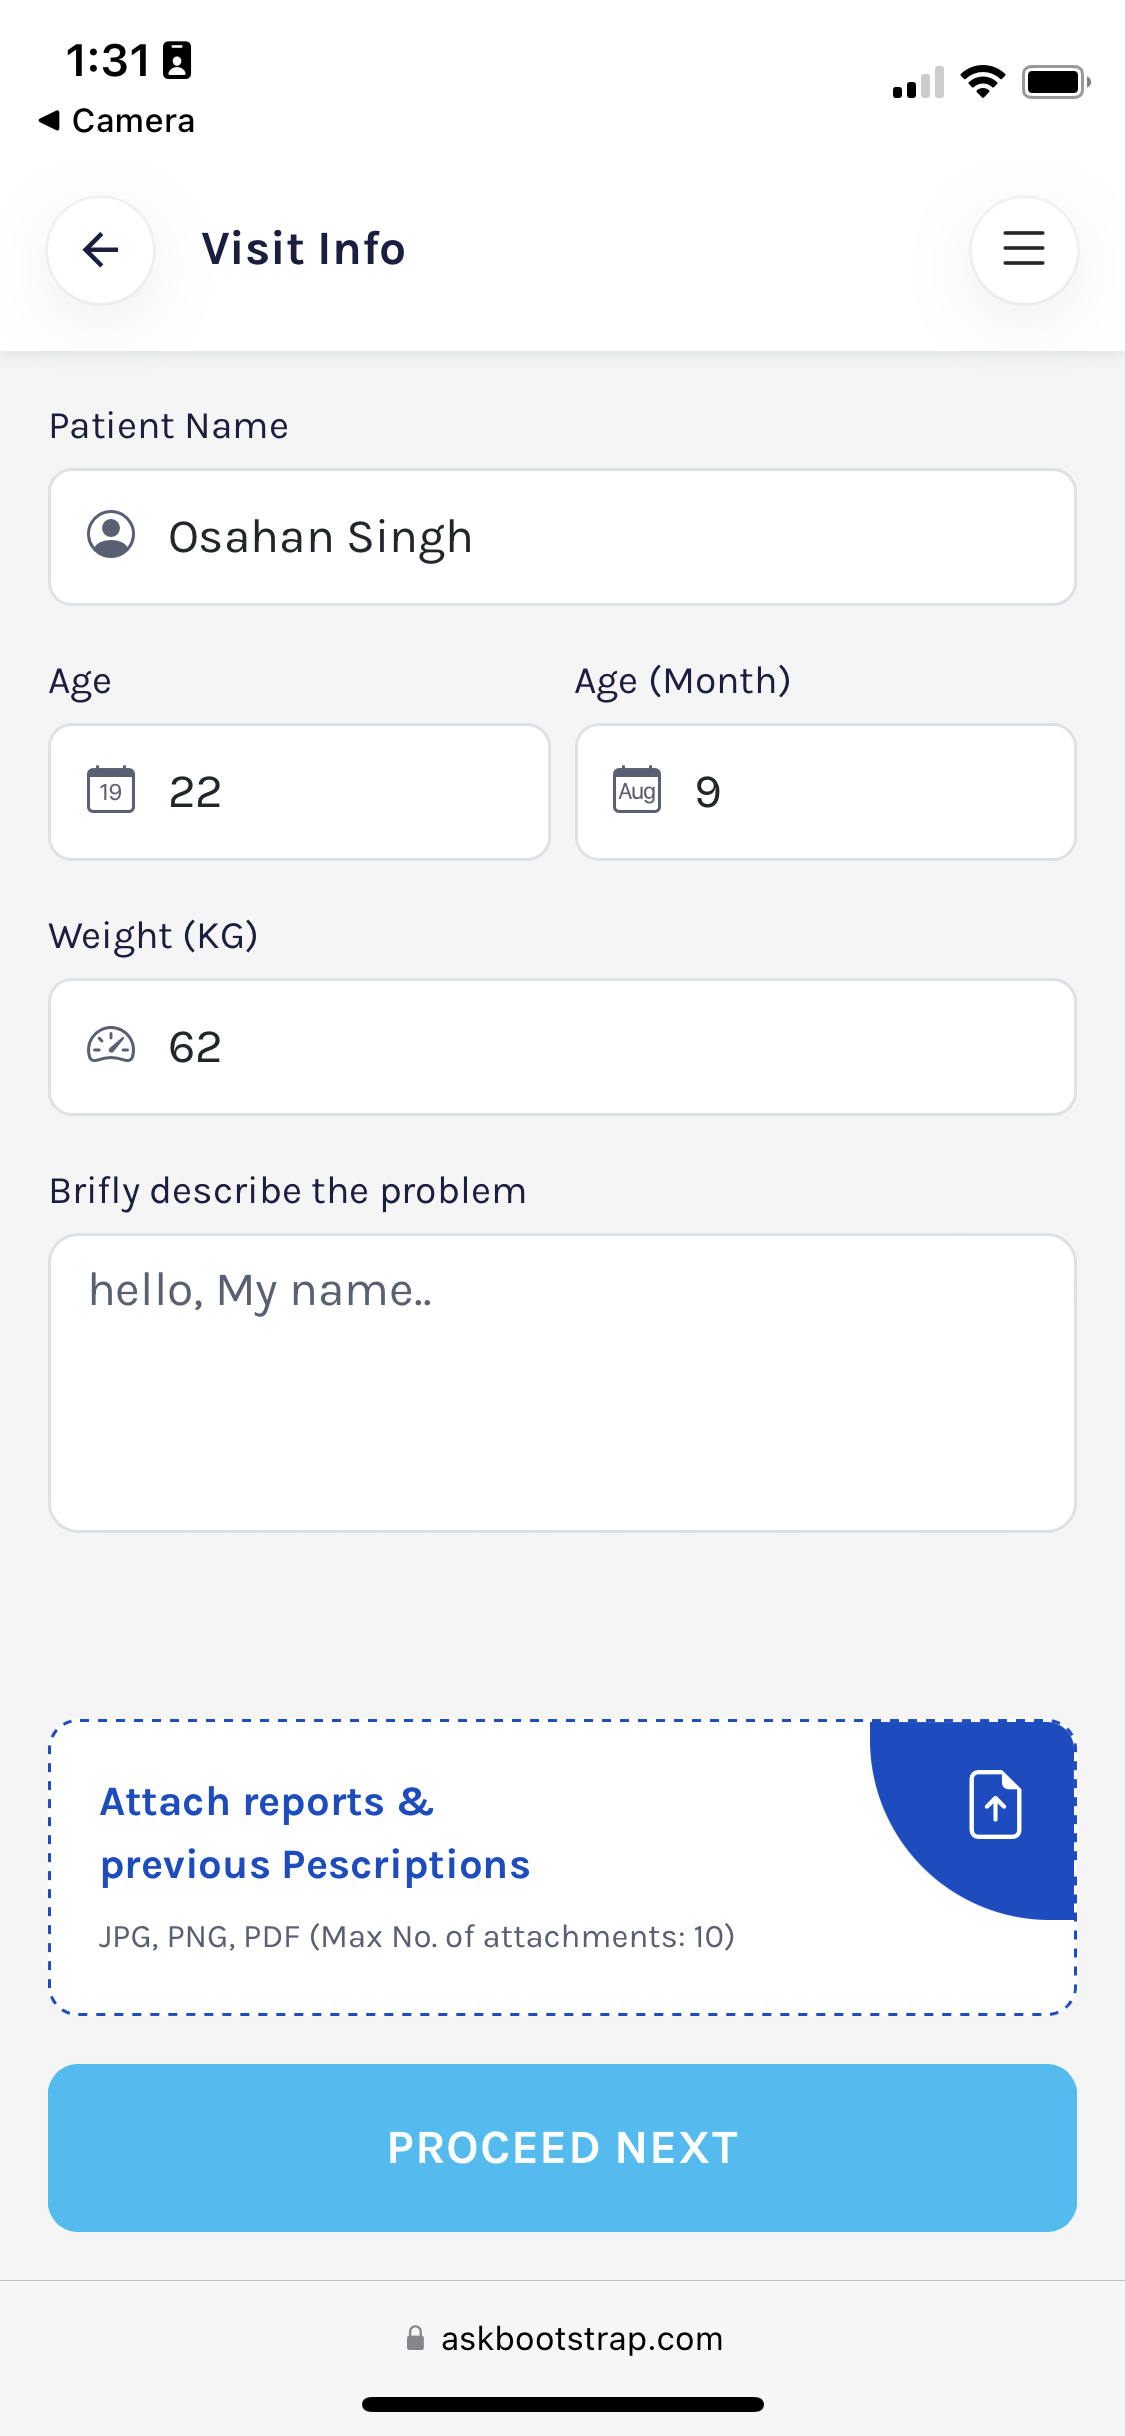 1:31
Camera
Visit Info
Patient Name
Osahan Singh
Age
Age (Month)
19
22
Aug
9
Weight (KG)
62
Brifly describe the problem
hello, My name..
Attach reports &
previous Pescriptions
JPG, PNG, PDF (Max No. of attachments: 10)
PROCEED NEXT
askbootstrap.com